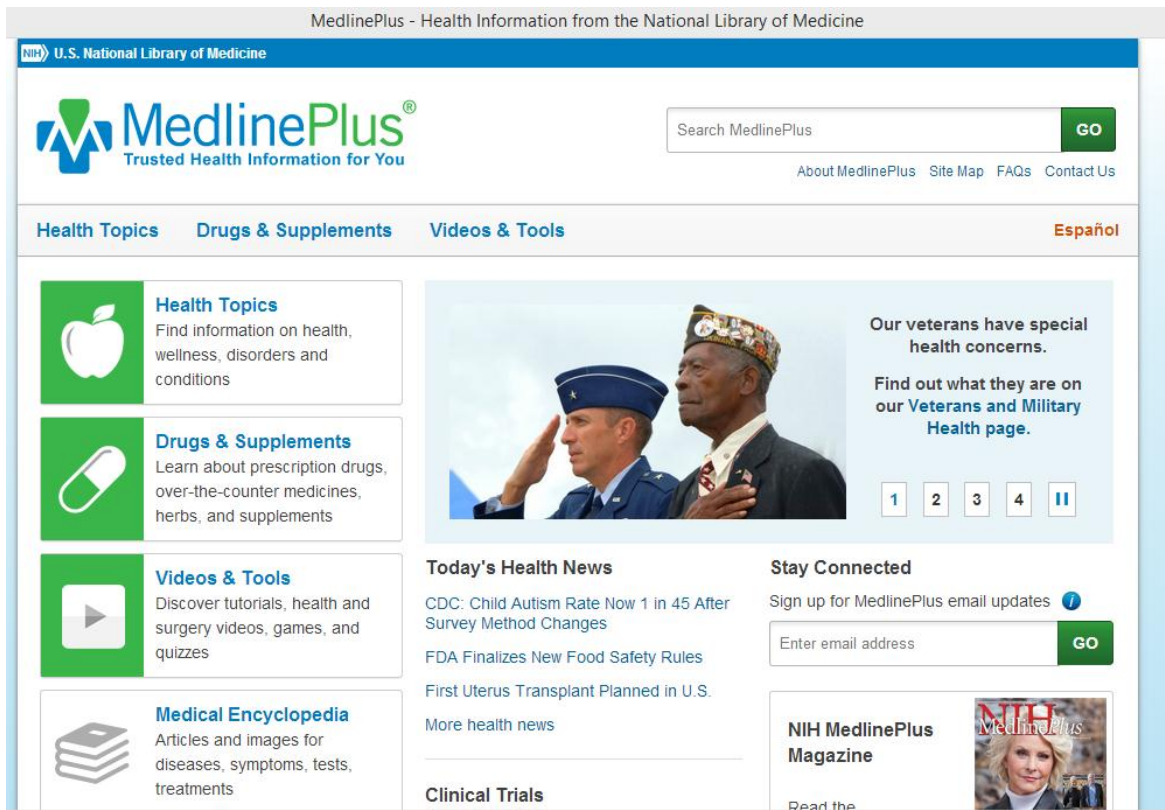 MedlinePlus - Health Information from the National Library of Medicine
NIH U.S. National Library of Medicine
MedlinePlus®
Trusted Health Information for You
Search MedlinePlus
GO
About MedlinePlus Site Map FAQs Contact Us
Health Topics Drugs & Supplements Videos & Tools Español
Health Topics
Find information on health,
wellness, disorders and
conditions
Drugs & Supplements
Learn about prescription drugs,
over-the-counter medicines,
herbs, and supplements
Videos & Tools
Discover tutorials, health and
surgery videos, games, and
quizzes
Medical Encyclopedia
Articles and images for
diseases, symptoms, tests,
treatments
Our veterans have special
health concerns.
Find out what they are on
our Veterans and Military
Health page.
1 2 3 4
Today's Health News
CDC: Child Autism Rate Now 1 in 45 After
Survey Method Changes
FDA Finalizes New Food Safety Rules
First Uterus Transplant Planned in U.S.
More health news
Clinical Trials
Stay Connected
Sign up for MedlinePlus email updates i
Enter email address
GO
NIH MedlinePlus
Magazine
Read the
NIH
MedlinePlus